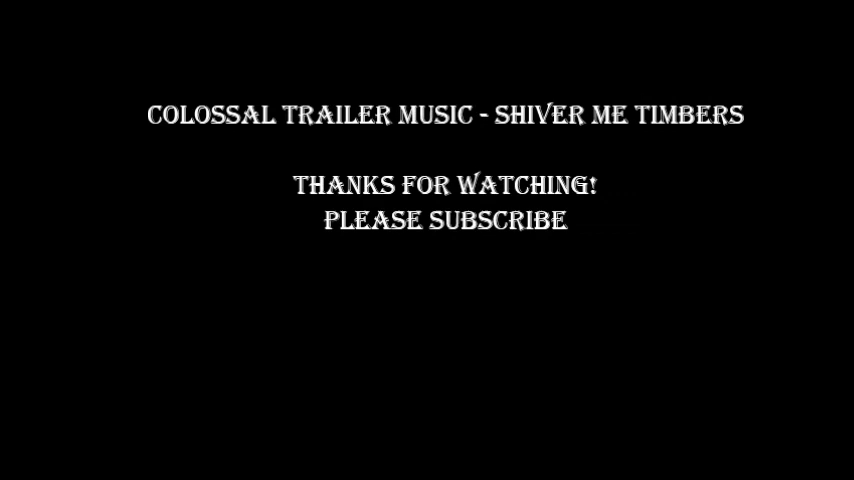 COLOSSAL TRAILER MUSIC - SHIVER ME TIMBERS
THANKS FOR WATCHING!
PLEASE SUBSCRIBE